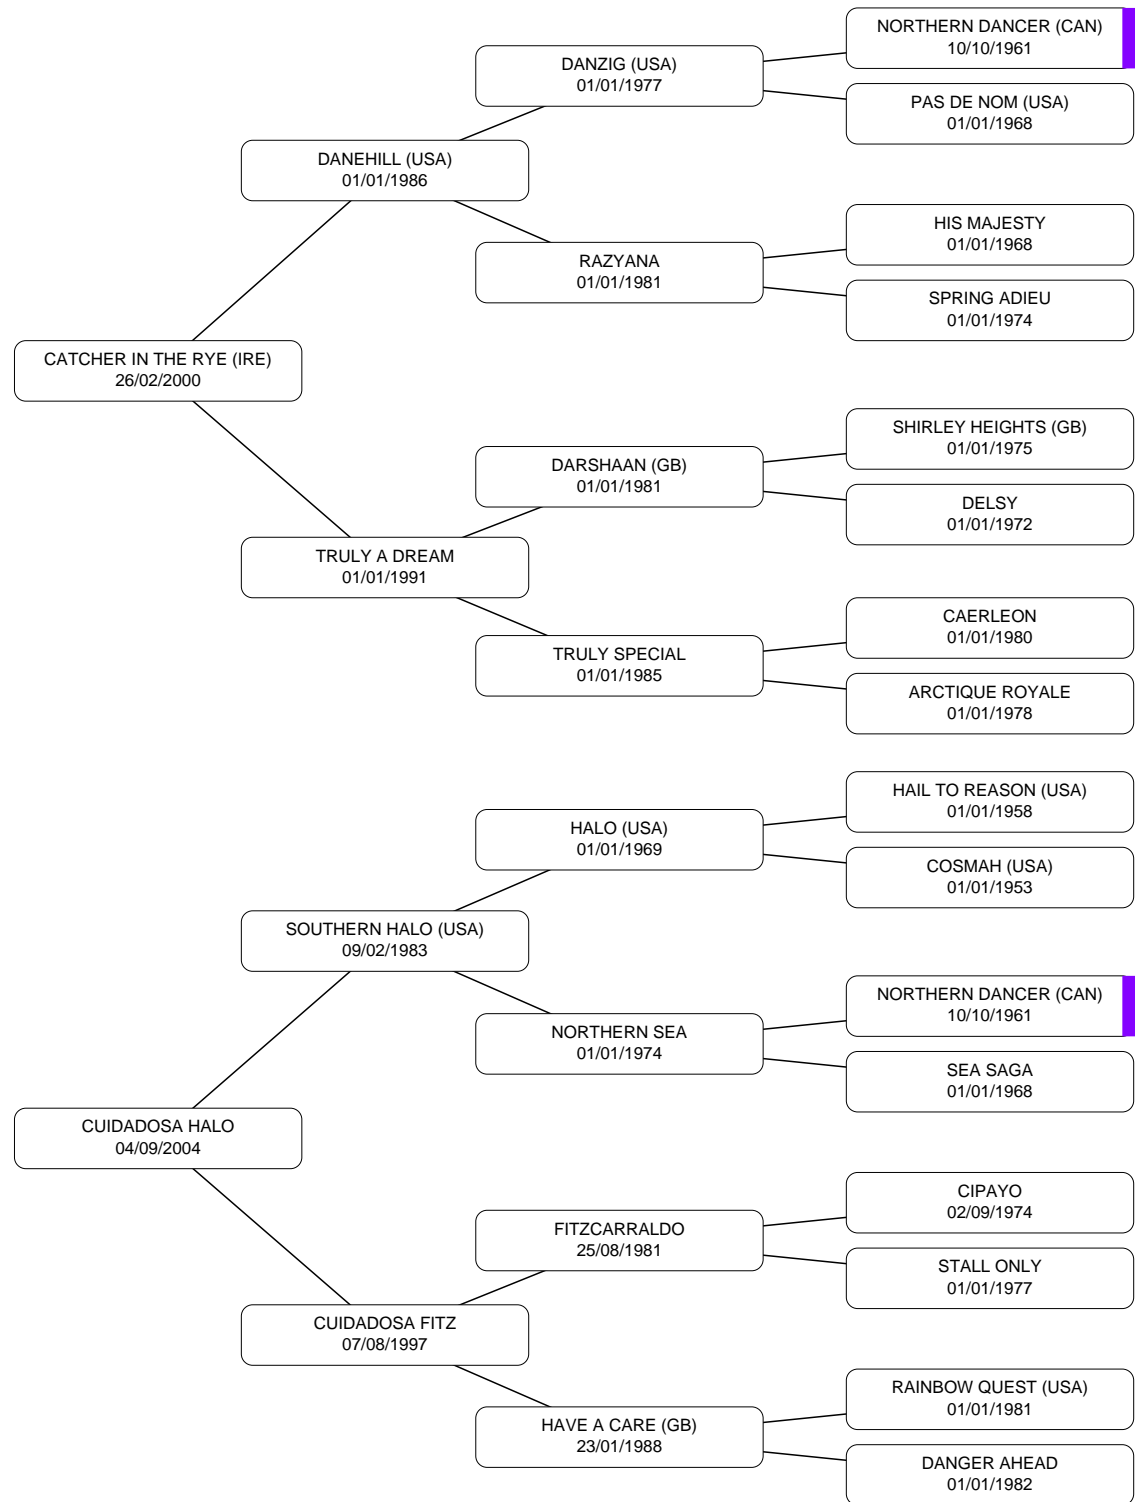 NORTHERN DANCER (CAN)
10/10/1961
DANZIG (USA)
01/01/1977
PAS DE NOM (USA)
01/01/1968
DANEHILL (USA)
01/01/1986
HIS MAJESTY
01/01/1968
RAZYANA
01/01/1981
SPRING ADIEU
01/01/1974
CATCHER IN THE RYE (IRE)
26/02/2000
SHIRLEY HEIGHTS (GB)
01/01/1975
DARSHAAN (GB)
01/01/1981
DELSY
01/01/1972
TRULY A DREAM
01/01/1991
CAERLEON
01/01/1980
TRULY SPECIAL
01/01/1985
ARCTIQUE ROYALE
01/01/1978
HAIL TO REASON (USA)
01/01/1958
HALO (USA)
01/01/1969
COSMAH (USA)
01/01/1953
SOUTHERN HALO (USA)
09/02/1983
NORTHERN DANCER (CAN)
10/10/1961
NORTHERN SEA
01/01/1974
SEA SAGA
01/01/1968
CUIDADOSA HALO
04/09/2004
CIPAYO
02/09/1974
FITZCARRALDO
25/08/1981
STALL ONLY
01/01/1977
CUIDADOSA FITZ
07/08/1997
RAINBOW QUEST (USA)
01/01/1981
HAVE A CARE (GB)
23/01/1988
DANGER AHEAD
01/01/1982